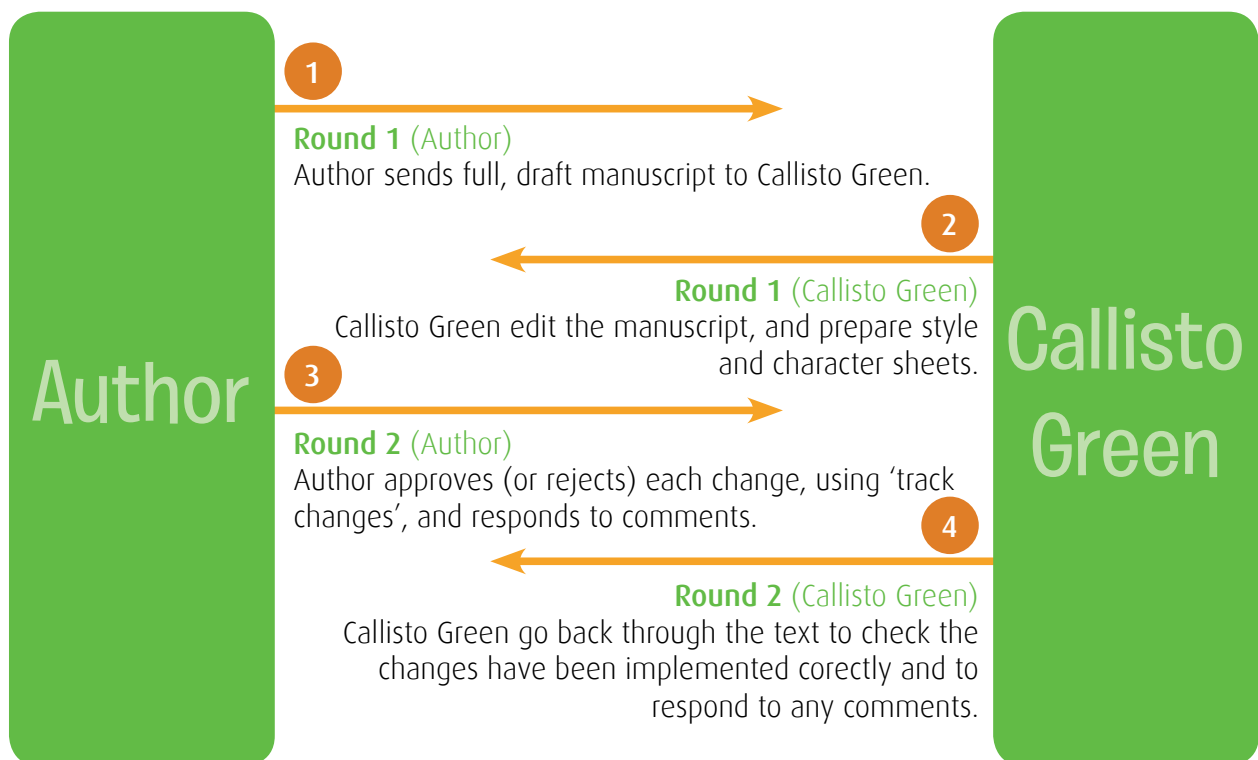 Author
1
Round 1 (Author)
Author sends full, draft manuscript to Callisto Green.
2
Round 1 (Callisto Green)
Callisto Green edit the manuscript, and prepare style
and character sheets.
3
Round 2 (Author)
Author approves (or rejects) each change, using ‘track
changes’, and responds to comments.
4
Round 2 (Callisto Green)
Callisto Green go back through the text to check the
changes have been implemented corectly and to
respond to any comments.
Callisto
Green